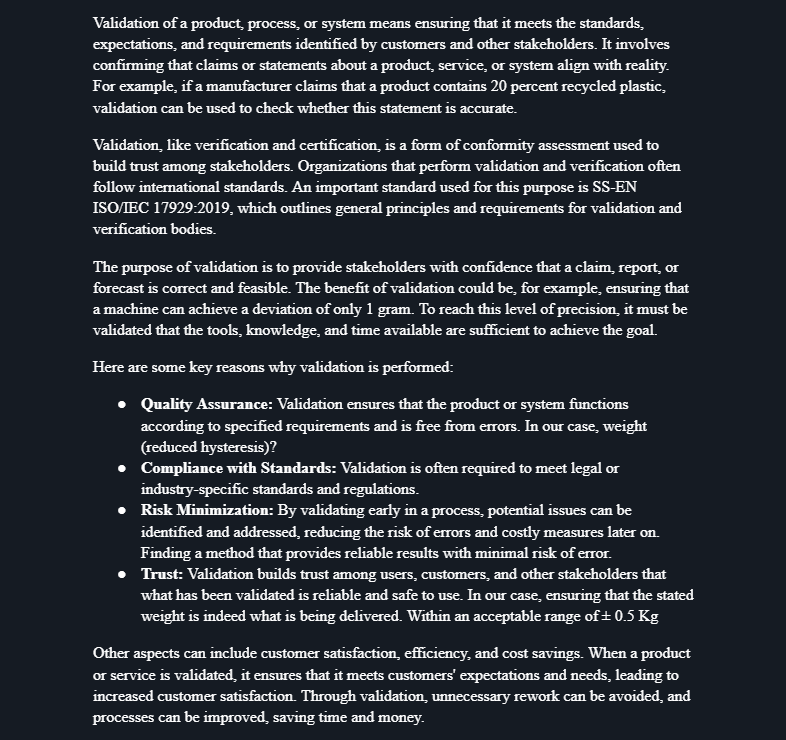 Validation of a product, process, or system means ensuring that it meets the standards,
expectations, and requirements identified by customers and other stakeholders. It involves
confirming that claims or statements about a product, service, or system align with reality.
For example, if a manufacturer claims that a product contains 20 percent recycled plastic,
validation can be used to check whether this statement is accurate.
Validation, like verification and certification, is a form of conformity assessment used to
build trust among stakeholders. Organizations that perform validation and verification often
follow international standards. An important standard used for this purpose is SS-EN
ISO/IEC 17929:2019, which outlines general principles and requirements for validation and
verification bodies.
The purpose of validation is to provide stakeholders with confidence that a claim, report, or
forecast is correct and feasible. The benefit of validation could be, for example, ensuring that
a machine can achieve a deviation of only 1 gram. To reach this level of precision, it must be
validated that the tools, knowledge, and time available are sufficient to achieve the goal.
Here are some key reasons why validation is performed:
● Quality Assurance: Validation ensures that the product or system functions
according to specified requirements and is free from errors. In our case, weight
(reduced hysteresis)?
● Compliance with Standards: Validation is often required to meet legal or
industry-specific standards and regulations.
● Risk Minimization: By validating early in a process, potential issues can be
identified and addressed, reducing the risk of errors and costly measures later on.
Finding a method that provides reliable results with minimal risk of error.
● Trust: Validation builds trust among users, customers, and other stakeholders that
what has been validated is reliable and safe to use. In our case, ensuring that the stated
weight is indeed what is being delivered. Within an acceptable range of ± 0.5 Kg
Other aspects can include customer satisfaction, efficiency, and cost savings. When a product
or service is validated, it ensures that it meets customers' expectations and needs, leading to
increased customer satisfaction. Through validation, unnecessary rework can be avoided, and
processes can be improved, saving time and money.